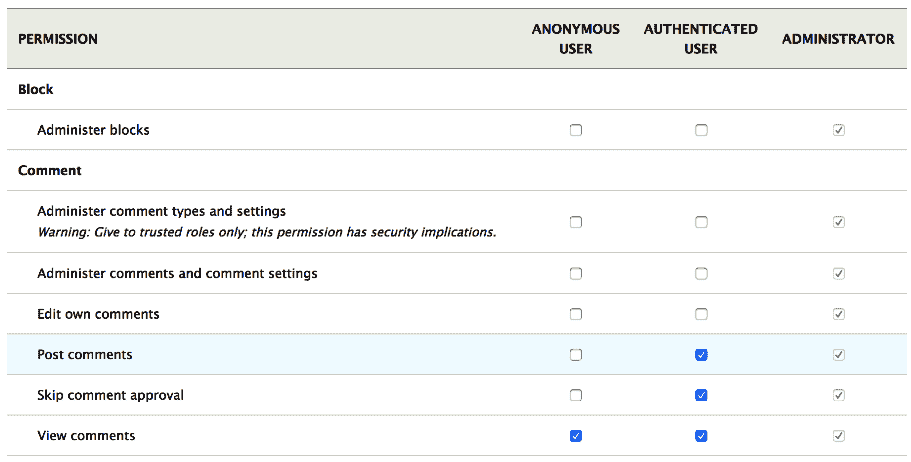 PERMISSION
ANONYMOUS USER
AUTHENTICATED USER
ADMINISTRATOR
Block
Administer blocks
Comment
Administer comment types and settings
Warning: Give to trusted roles only; this permission has security implications.
Administer comments and comment settings
Edit own comments
Post comments
Skip comment approval
View comments